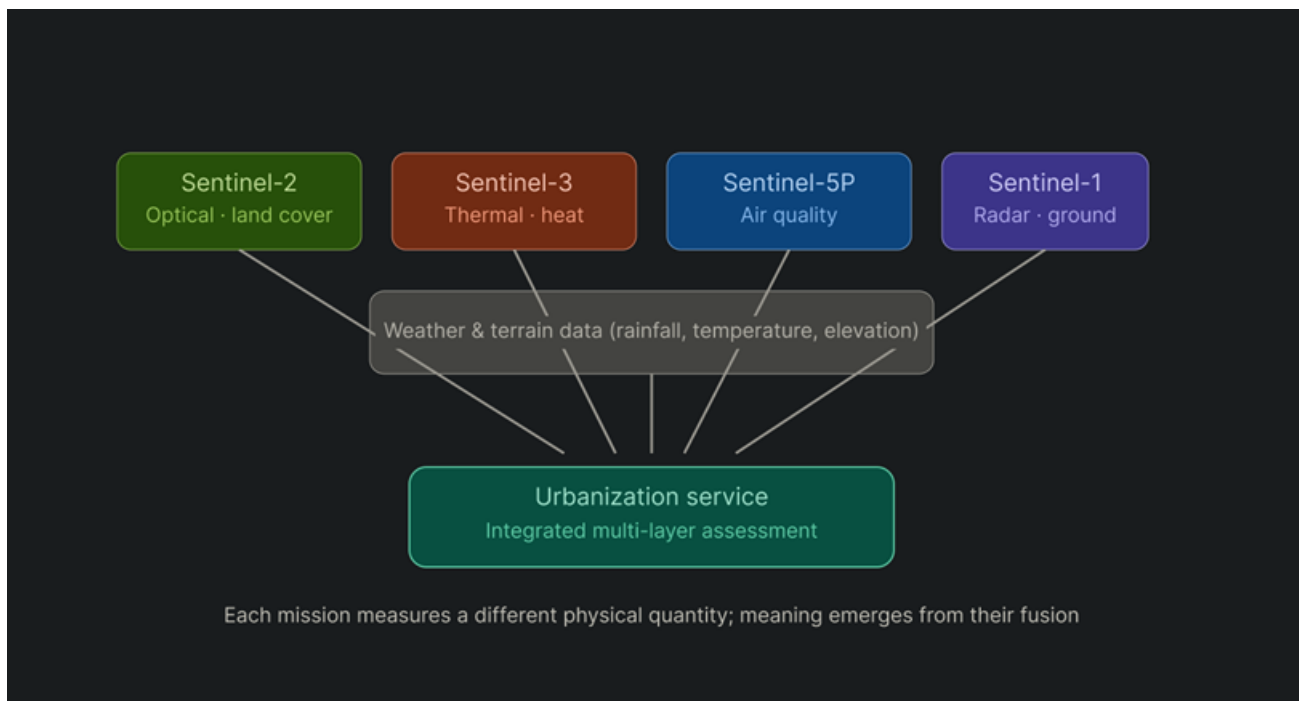 Sentinel-2
Optical · land cover
Sentinel-3
Thermal · heat
Sentinel-5P
Air quality
Sentinel-1
Radar · ground
Weather & terrain data (rainfall, temperature, elevation)
Urbanization service
Integrated multi-layer assessment
Each mission measures a different physical quantity; meaning emerges from their fusion